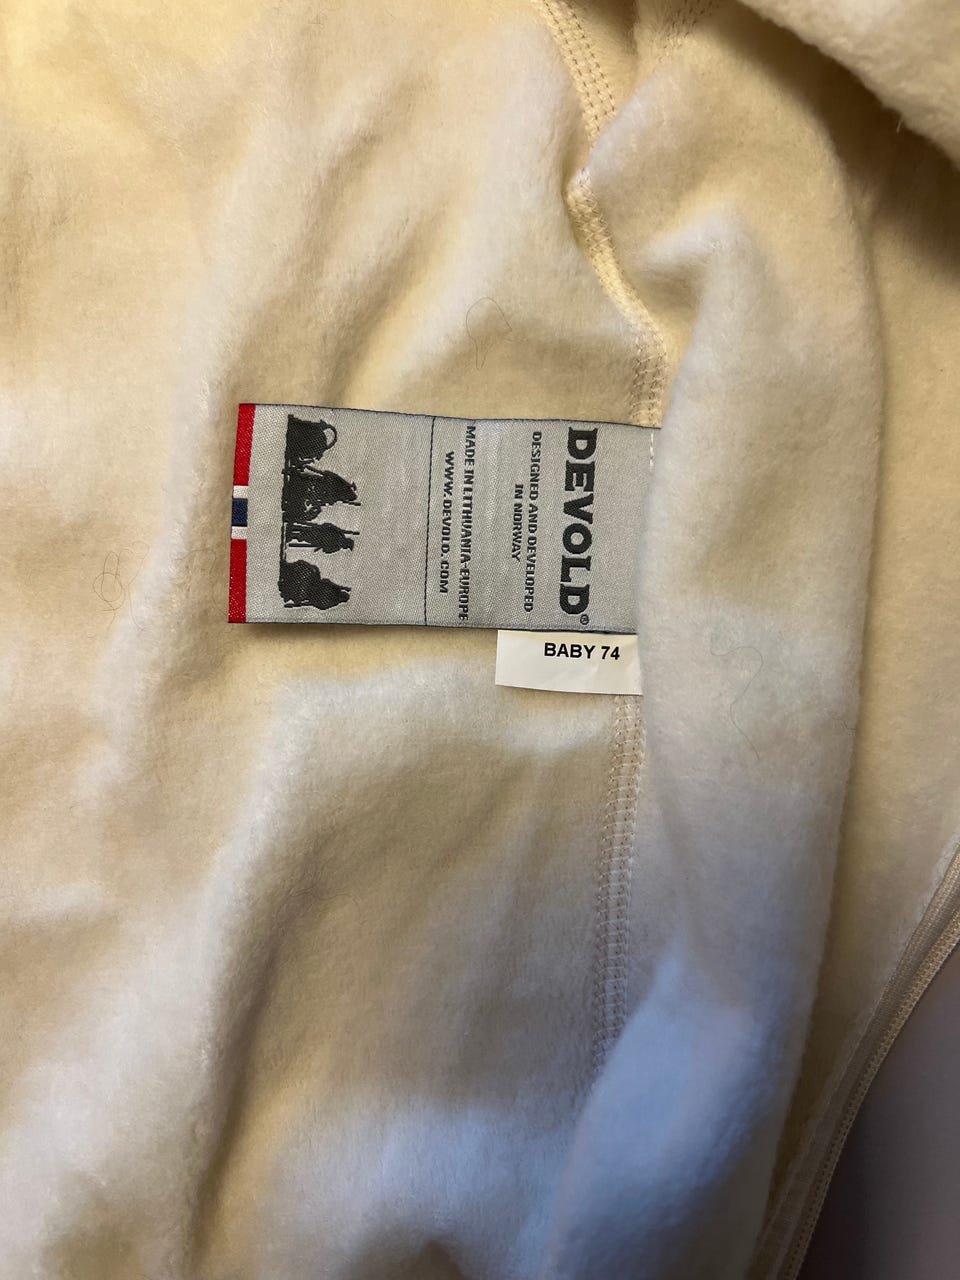 DEVOLD®
DESIGNED AND DEVELOPED
IN NORWAY
MADE IN LITHUANIA-EUROPE
WWW.DEVOLD.COM
BABY 74